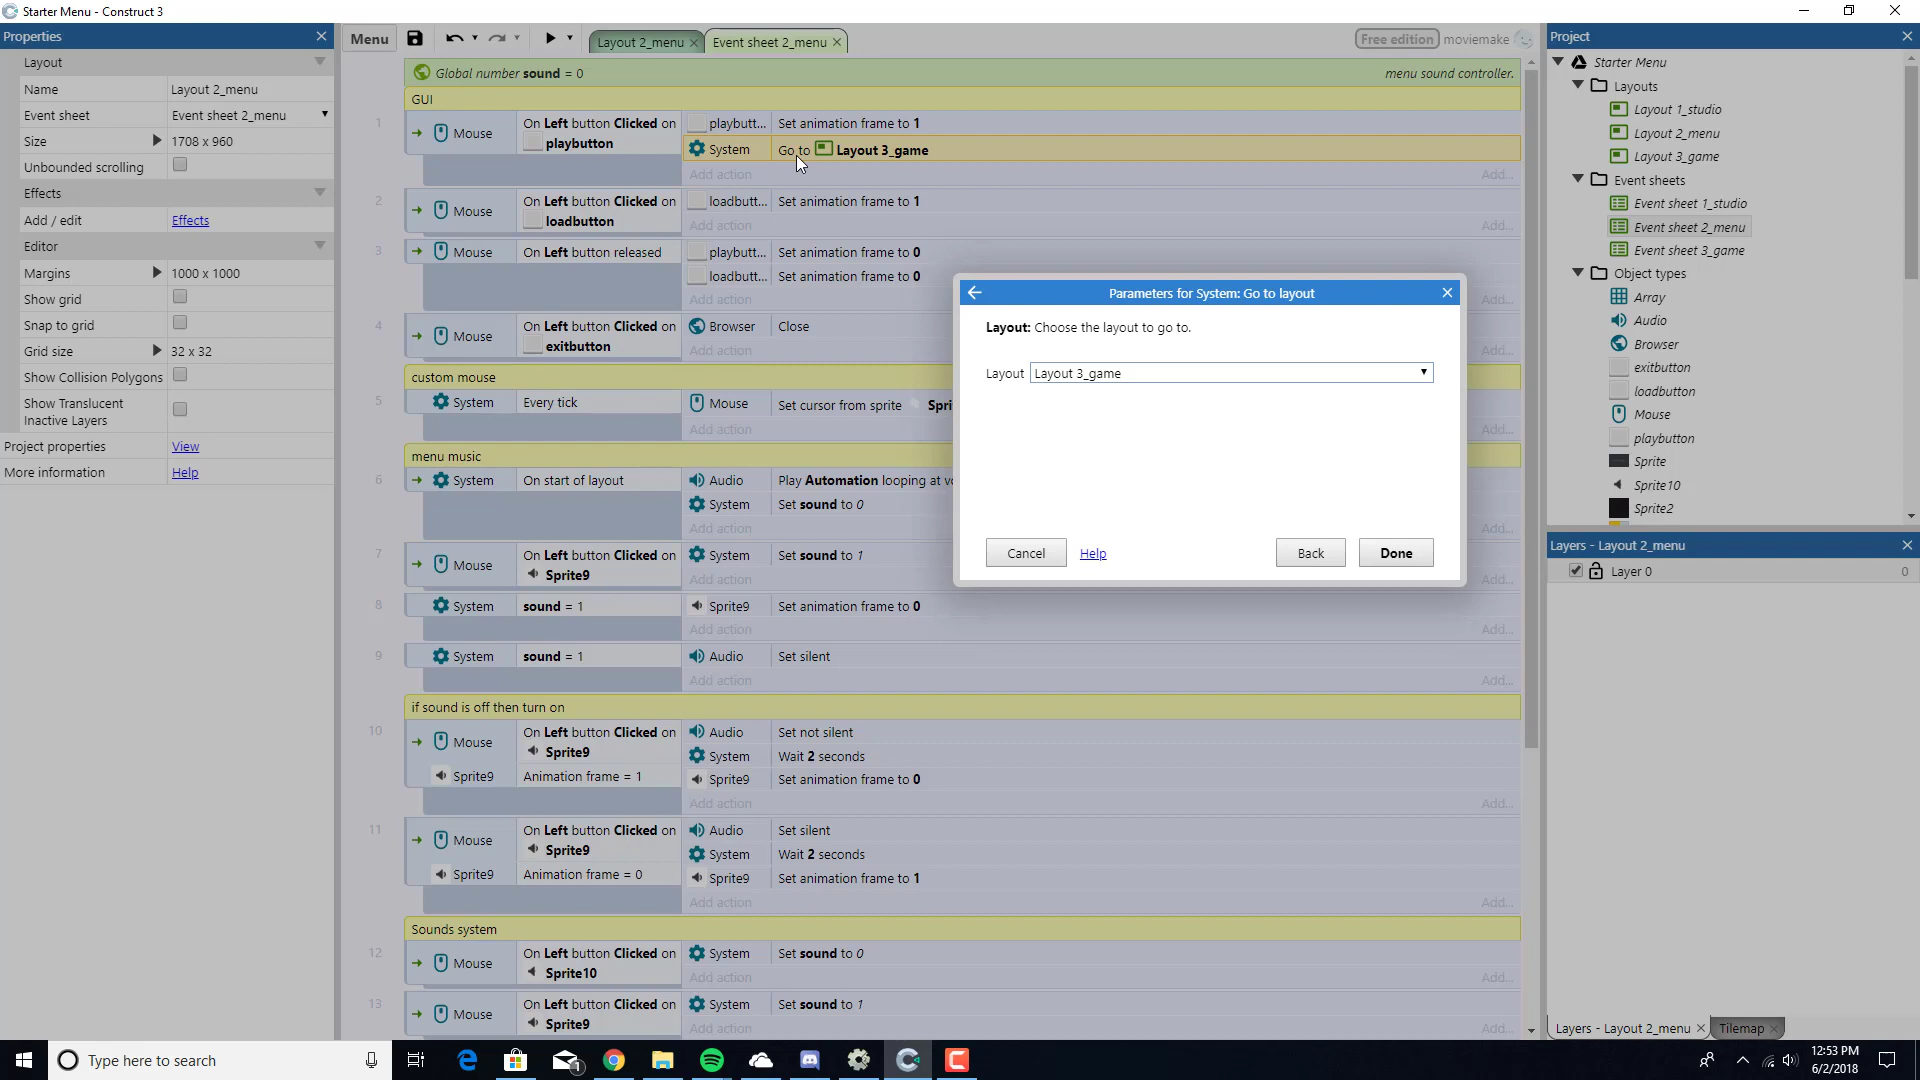 Starter Menu - Construct 3
Properties
Layout
Name Layout 2_menu
Event sheet Event sheet 2_menu
Size 1708 x 960
Unbounded scrolling
Effects
Add / edit Effects
Editor
Margins 1000 x 1000
Show grid
Snap to grid
Grid size 32 x 32
Show Collision Polygons
Show Translucent
Inactive Layers
Project properties View
More information Help
Menu
Layout 2_menu
Event sheet 2_menu
Free edition moviemake
Global number sound = 0 menu sound controller.
GUI
1 Mouse On Left button Clicked on playbutton
playbutt... Set animation frame to 1
System Go to Layout 3_game
Add action Add...
2 Mouse On Left button Clicked on loadbutton
loadbutt... Set animation frame to 1
Add action Add...
3 Mouse On Left button released
playbutt... Set animation frame to 0
loadbutt... Set animation frame to 0
Add action Add...
4 Mouse On Left button Clicked on exitbutton
Browser Close
Add action Add...
custom mouse
5 System Every tick
Mouse Set cursor from sprite Spri
Add action Add...
menu music
6 System On start of layout
Audio Play Automation looping at vo
System Set sound to 0
Add action Add...
7 Mouse On Left button Clicked on Sprite9
System Set sound to 1
Add action Add...
8 System sound = 1
Sprite9 Set animation frame to 0
Add action Add...
9 System sound = 1
Audio Set silent
Add action Add...
if sound is off then turn on
10 Mouse On Left button Clicked on Sprite9
Sprite9 Animation frame = 1
Audio Set not silent
System Wait 2 seconds
Sprite9 Set animation frame to 0
Add action Add...
11 Mouse On Left button Clicked on Sprite9
Sprite9 Animation frame = 0
Audio Set silent
System Wait 2 seconds
Sprite9 Set animation frame to 1
Add action Add...
Sounds system
12 Mouse On Left button Clicked on Sprite10
System Set sound to 0
Add action Add...
13 Mouse On Left button Clicked on Sprite9
System Set sound to 1
Add action Add...
Parameters for System: Go to layout
Layout: Choose the layout to go to.
Layout Layout 3_game
Cancel Help Back Done
Project
Starter Menu
Layouts
Layout 1_studio
Layout 2_menu
Layout 3_game
Event sheets
Event sheet 1_studio
Event sheet 2_menu
Event sheet 3_game
Object types
Array
Audio
Browser
exitbutton
loadbutton
Mouse
playbutton
Sprite
Sprite10
Sprite2
Layers - Layout 2_menu
Layer 0 0
Layers - Layout 2_menu Tilemap
Type here to search
1
12:53 PM
6/2/2018